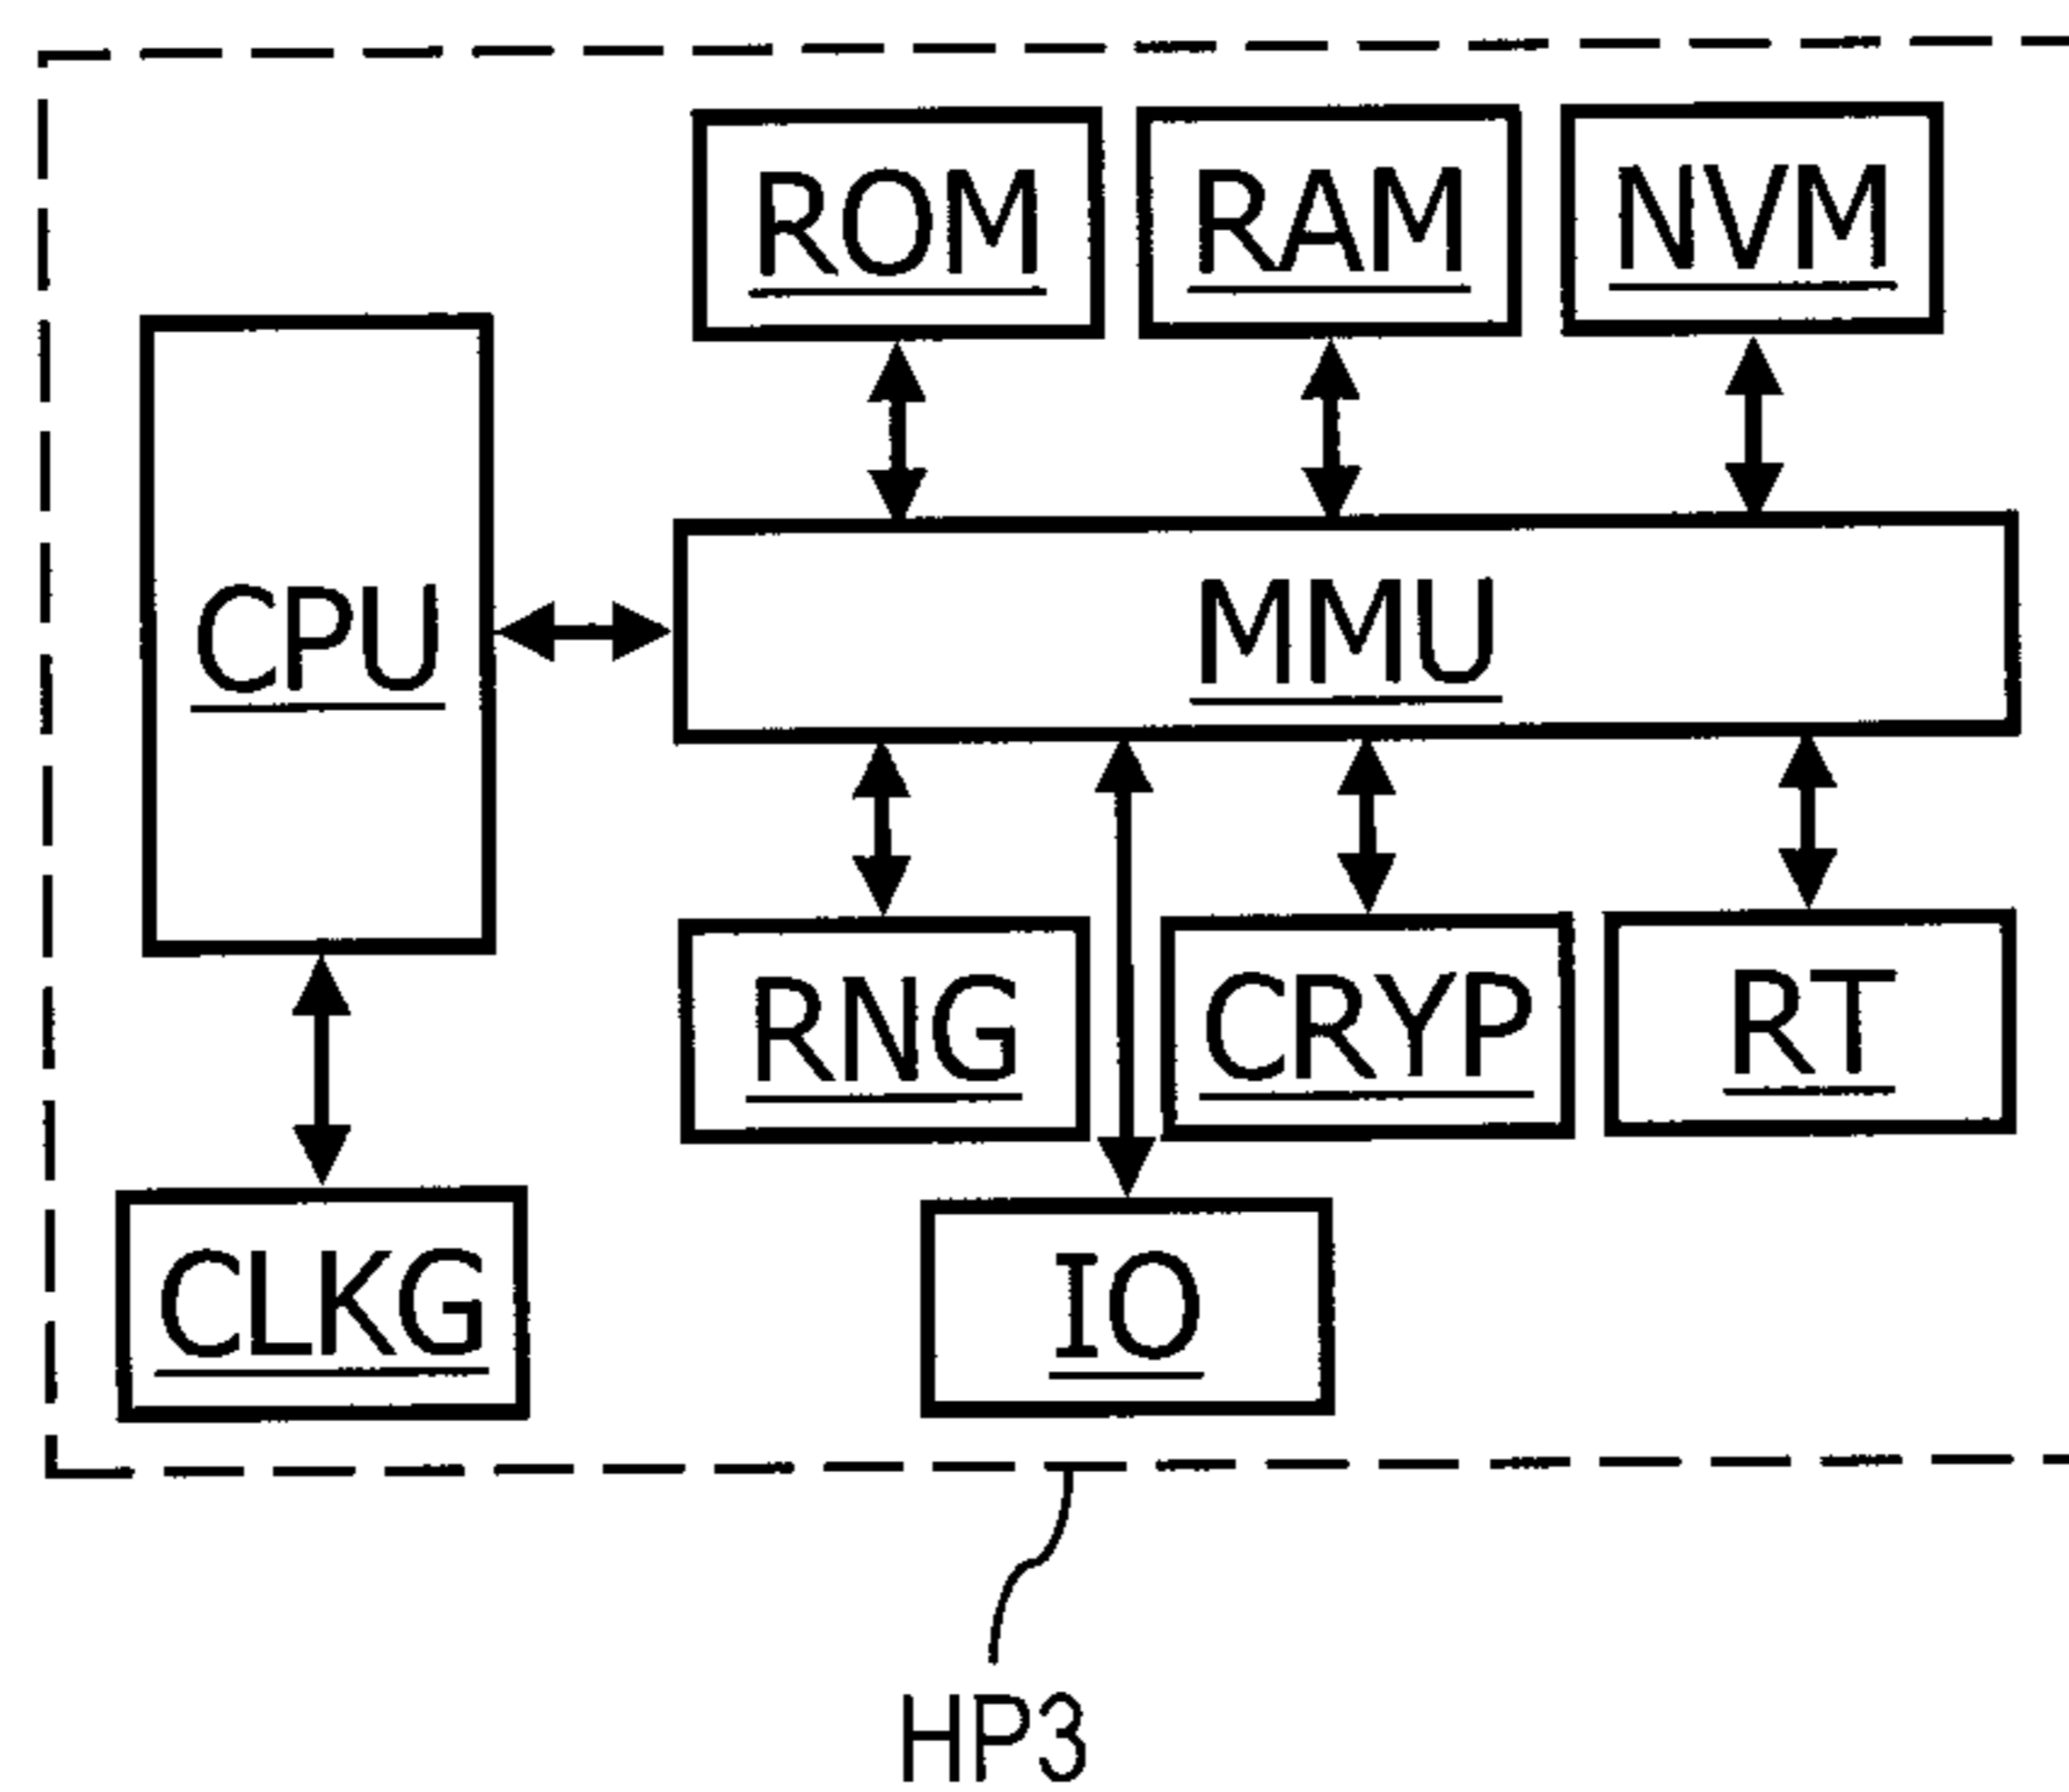 ROM RAM NVM
CPU MMU
RNG CRYP RT
CLKG IO
HP3